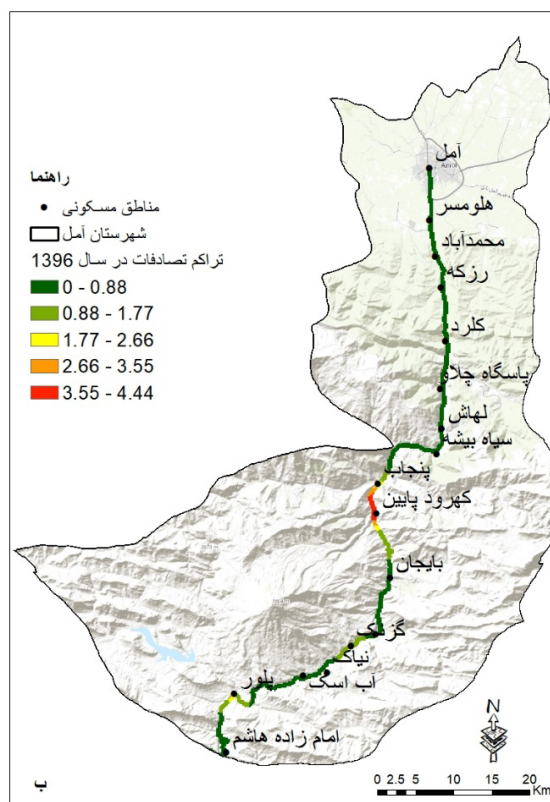 راهنما
مناطق مسکونی
شهرستان آمل
تراکم تصادفات در سال 1396
0 - 0.88
0.88 - 1.77
1.77 - 2.66
2.66 - 3.55
3.55 - 4.44
آمل
هلومسر
محمدآباد
رزکه
کلرد
پاسگاه چلاو
لهاش
سیاه بیشه
پنجاب
کهرود پایین
بایجان
گزنک
نیاک
آب اسک
پلور
امام زاده هاشم
N
0 2.5 5 10 15 20
Km
ب